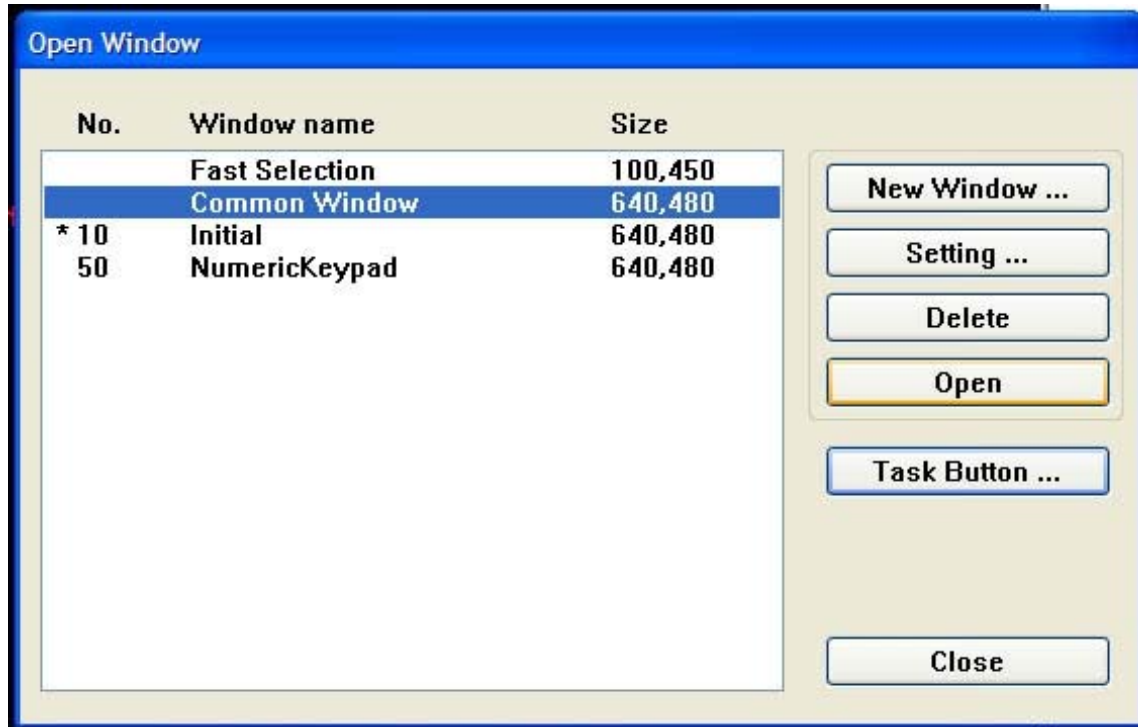 Open Window
No. Window name Size
Fast Selection 100,450
Common Window 640,480
* 10 Initial 640,480
50 NumericKeypad 640,480
New Window ...
Setting ...
Delete
Open
Task Button ...
Close